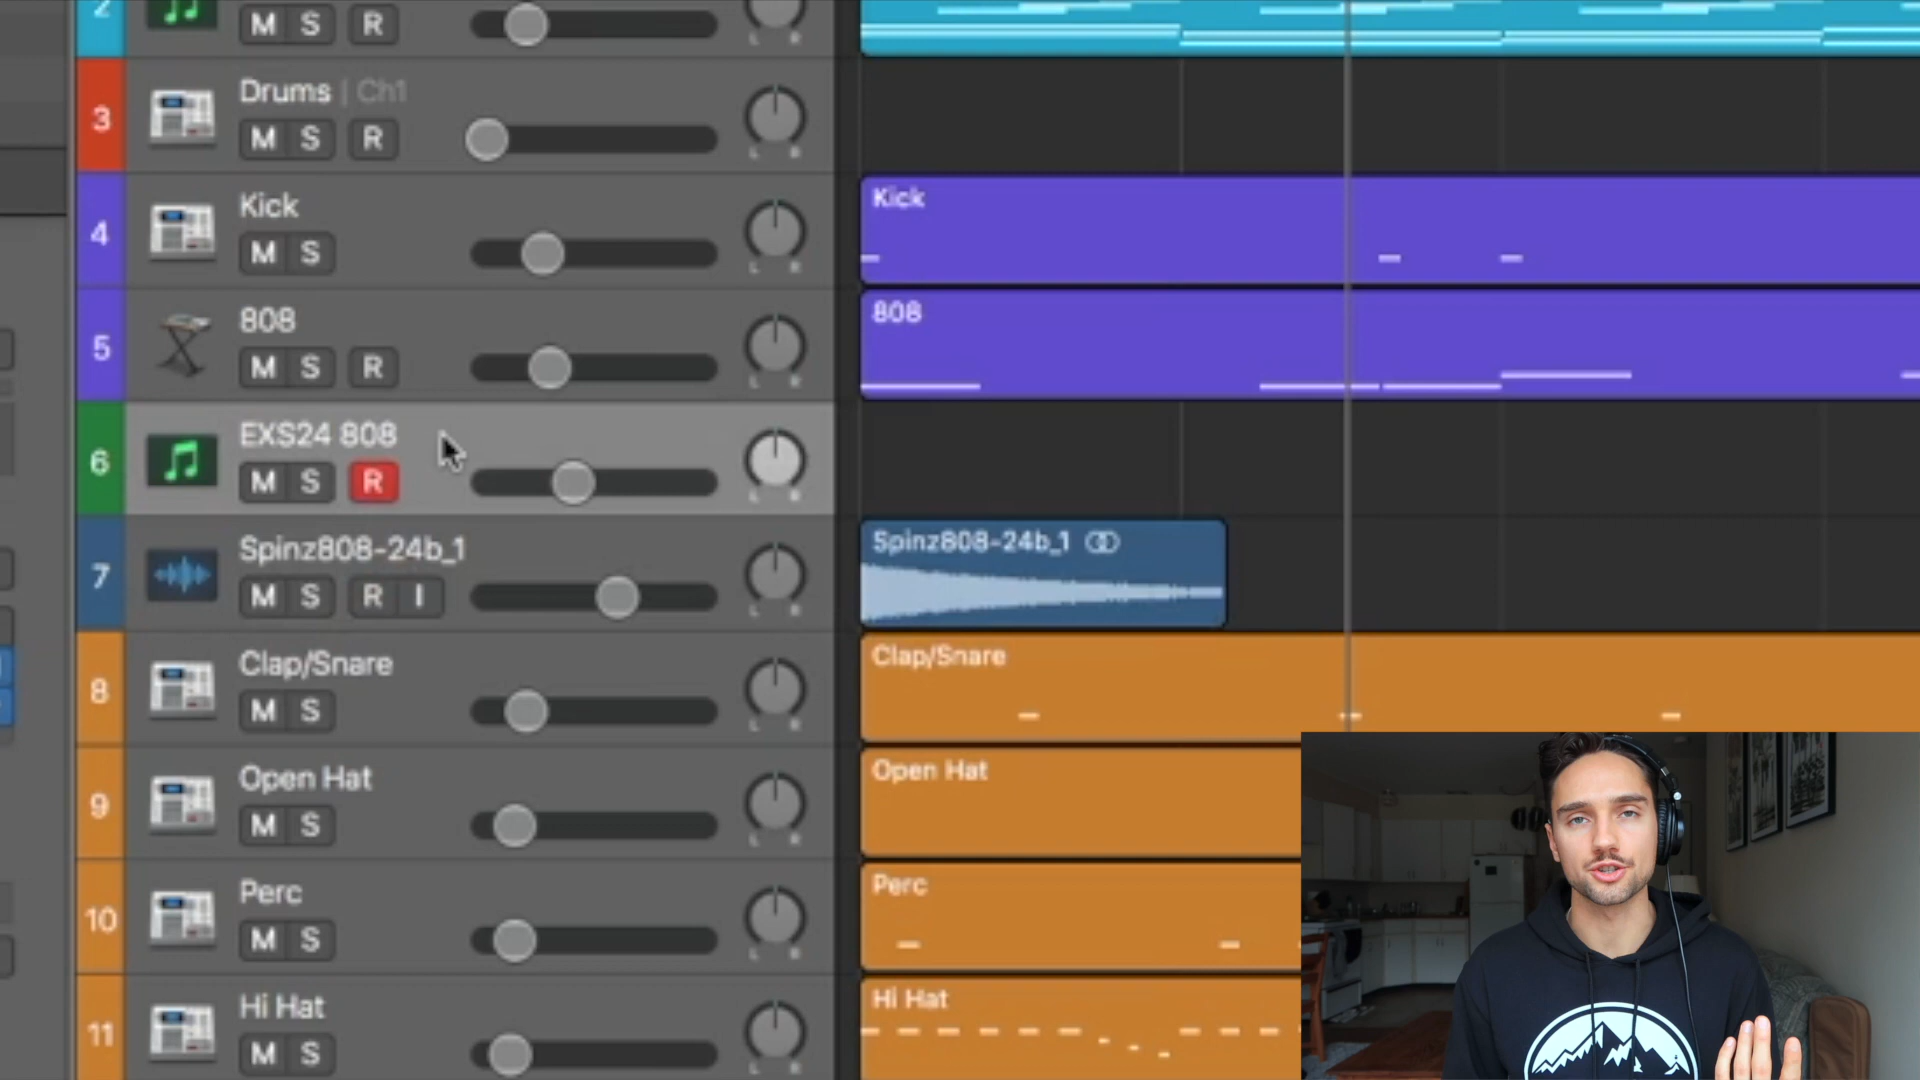 2
M S R
3
Drums | Ch1
M S R
L R
4
Kick
M S
L R
Kick
5
808
M S R
L R
808
6
EXS24 808
M S R
L R
7
Spinz808-24b_1
M S R I
L R
Spinz808-24b_1
8
Clap/Snare
M S
L R
Clap/Snare
9
Open Hat
M S
L R
Open Hat
10
Perc
M S
L R
Perc
11
Hi Hat
M S
L R
Hi Hat